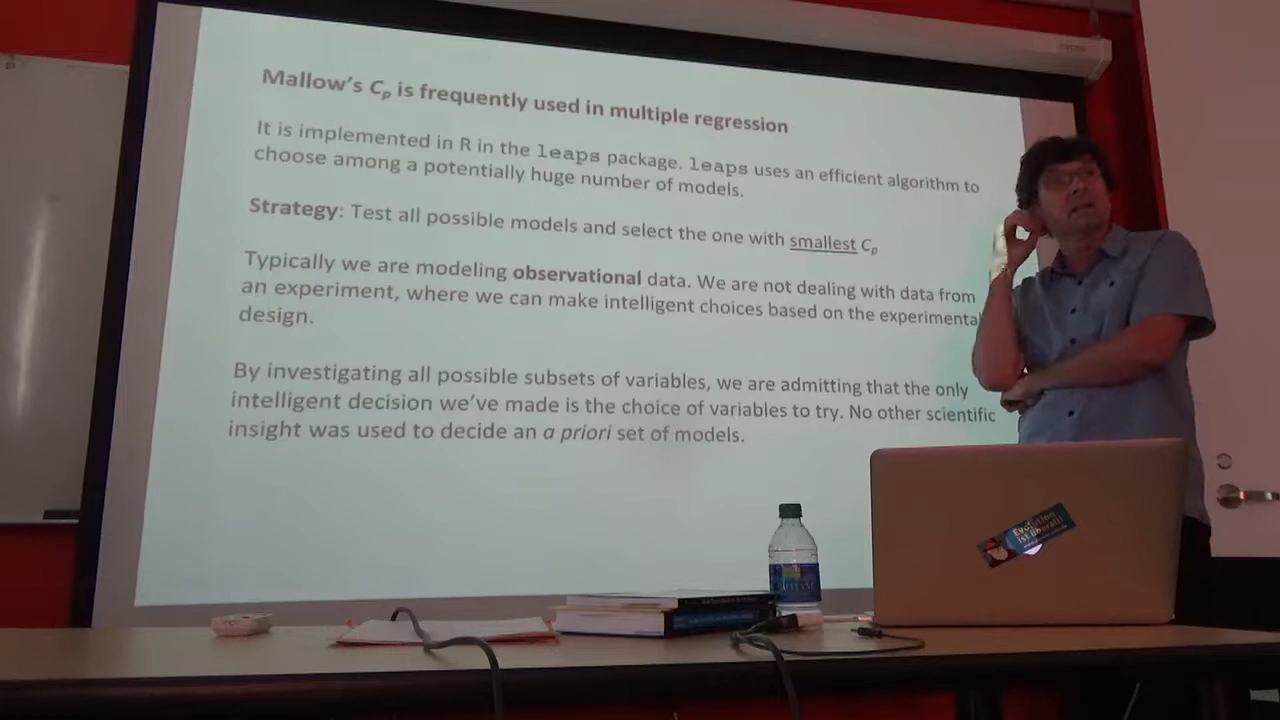 Mallow's Cp is frequently used in multiple regression
It is implemented in R in the leaps package. leaps uses an efficient algorithm to
choose among a potentially huge number of models.
Strategy: Test all possible models and select the one with smallest Cp
Typically we are modeling observational data. We are not dealing with data from
an experiment, where we can make intelligent choices based on the experimental
design.
By investigating all possible subsets of variables, we are admitting that the only
intelligent decision we've made is the choice of variables to try. No other scientific
insight was used to decide an a priori set of models.
Evolution
ist überall!